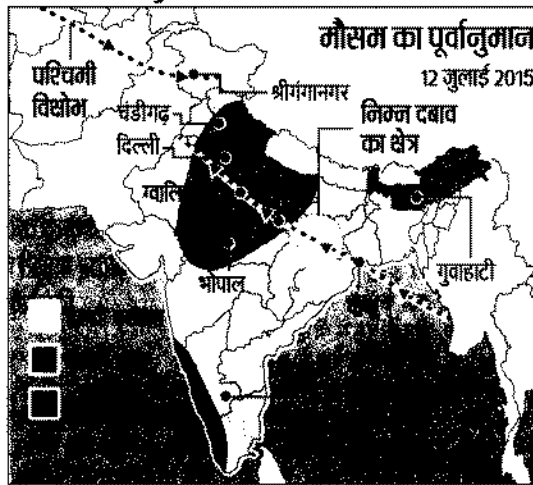 मौसम का पूर्वानुमान
12 जुलाई 2015
पश्चिमी
विक्षोभ
श्रीगंगानगर
चंडीगढ़
निम्न दबाव
का क्षेत्र
दिल्ली
गुवाहाटी
भोपाल